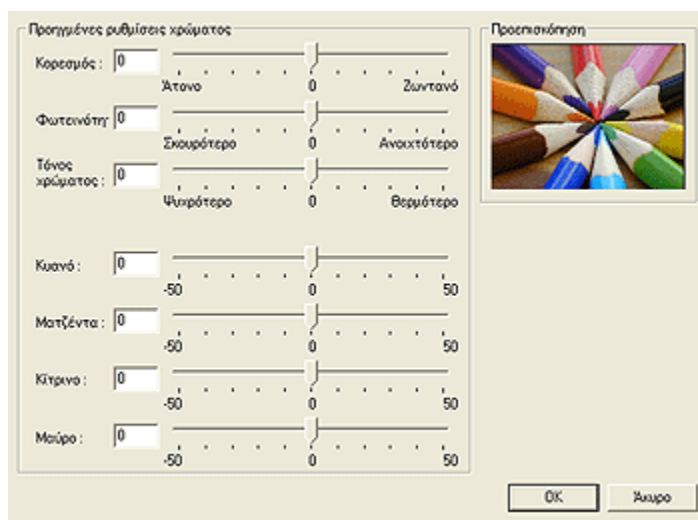 Προηγμένες ρυθμίσεις χρώματος
Κορεσμός : 0
Άτονο 0 Ζωντανό
Φωτεινότη 0
Σκουρότερο 0 Ανοιχτότερο
Τόνος
χρώματος : 0
Ψυχρότερο 0 Θερμότερο
Κυανό : 0
-50 0 50
Ματζέντα : 0
-50 0 50
Κίτρινο : 0
-50 0 50
Μαύρο : 0
-50 0 50
Προεπισκόπηση
OK Άκυρο